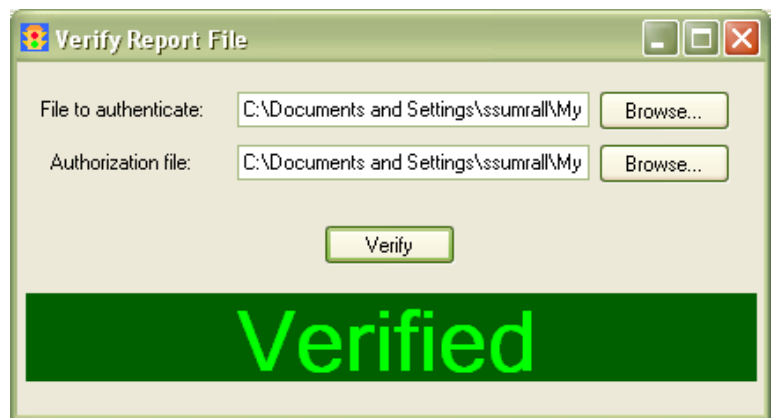 Verify Report File
File to authenticate: C:\Documents and Settings\ssumrall\My Browse...
Authorization file: C:\Documents and Settings\ssumrall\My Browse...
Verify
Verified